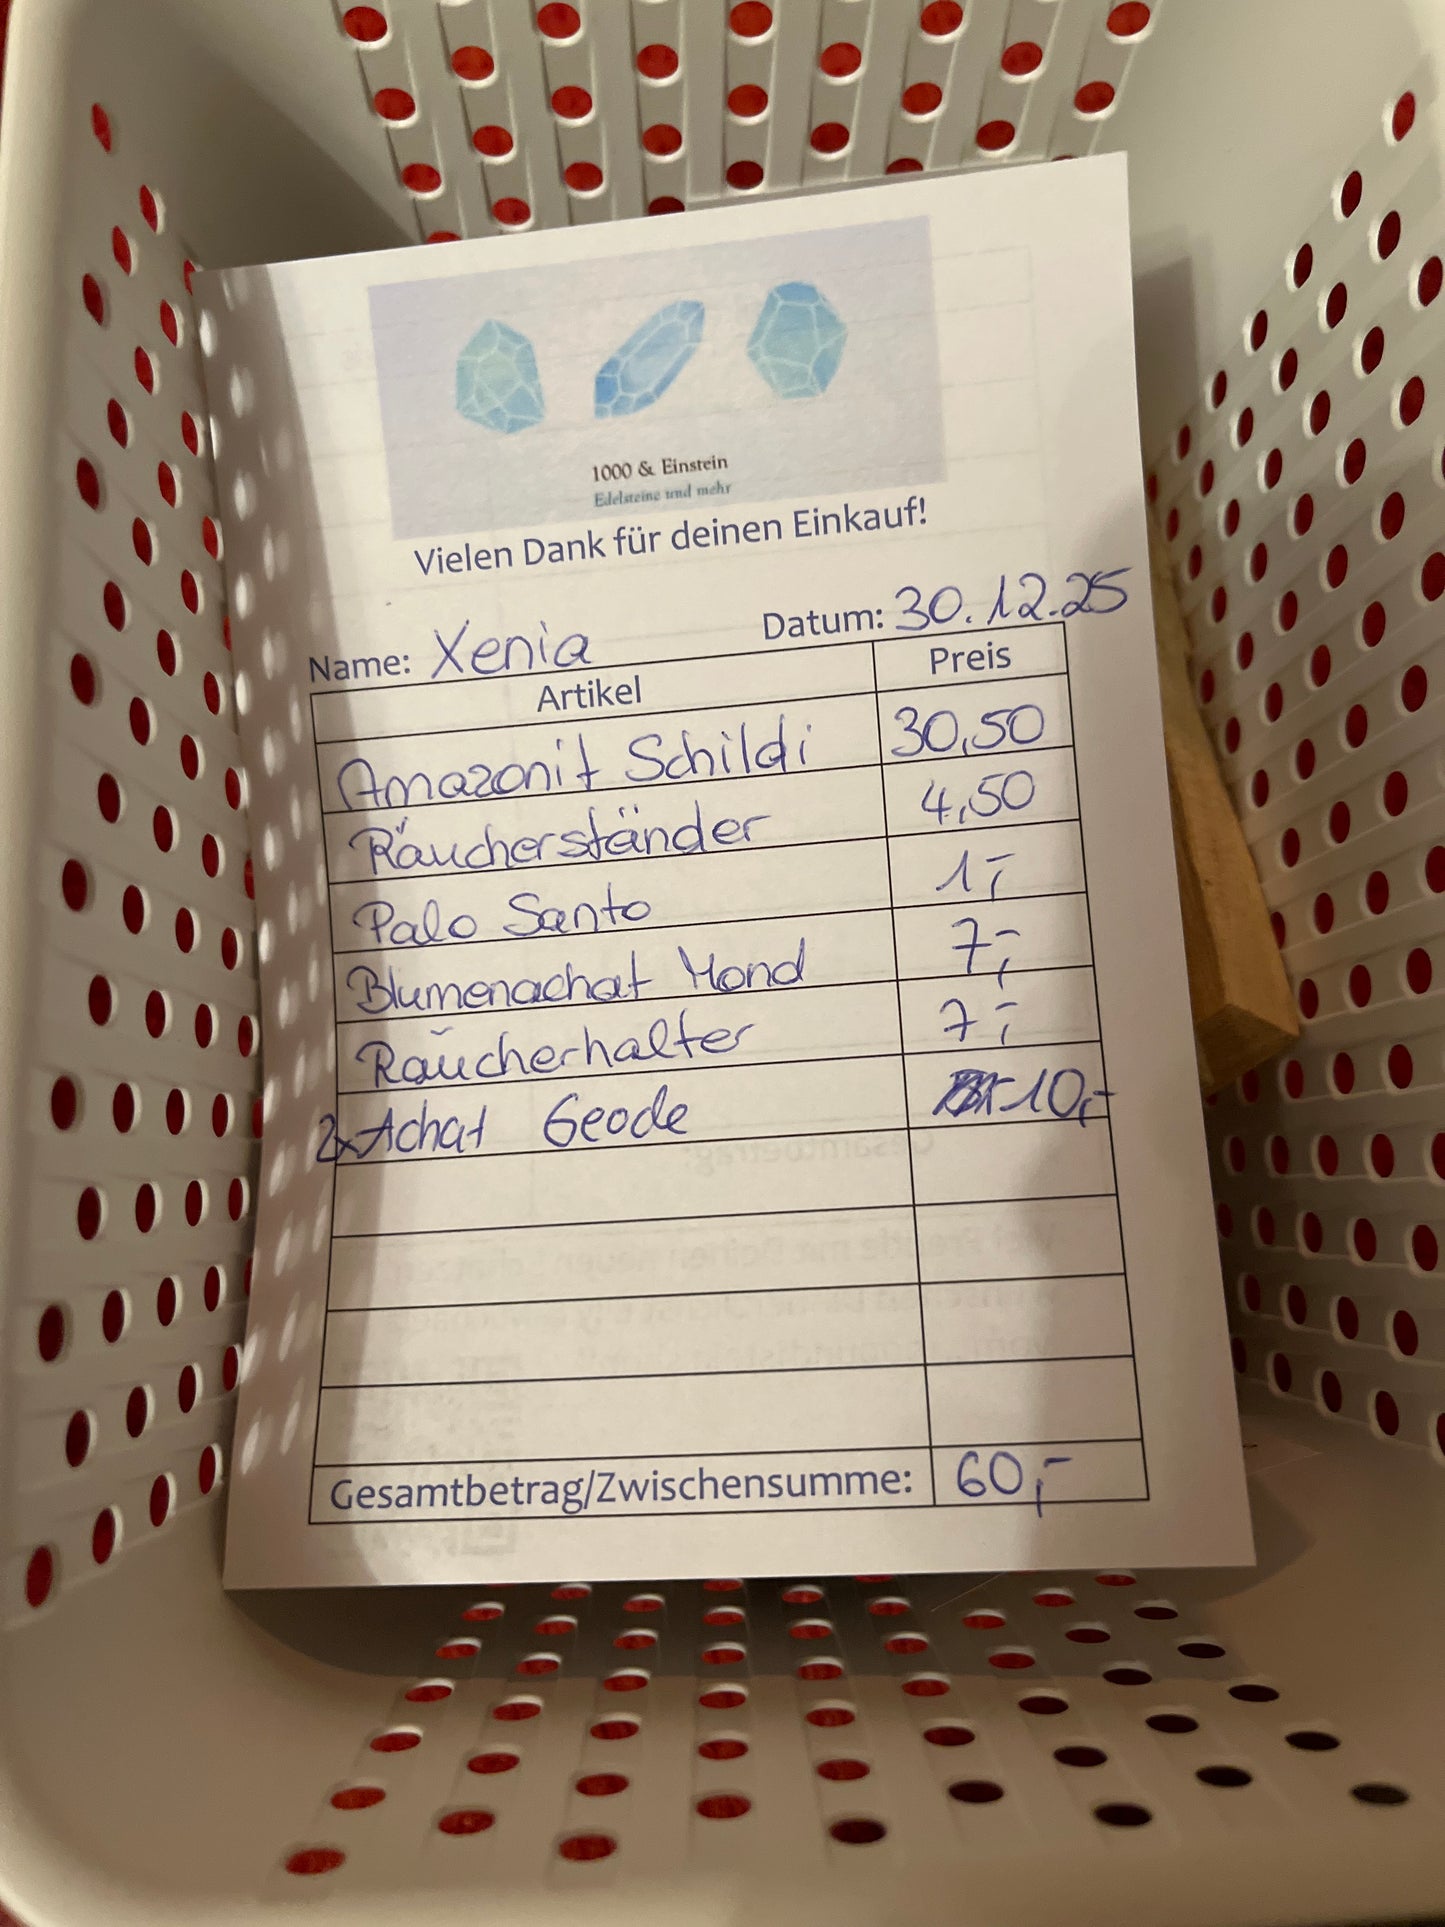 1000 & Einstein
Edelsteine und mehr
Vielen Dank für deinen Einkauf!
Name: Xenia Datum: 30.12.25
Artikel Preis
Amazonit Schildi 30,50
Räucherständer 4,50
Palo Santo 1,-
Blumenachat Mond 7,-
Räucherhalter 7,-
2x Achat Geode 10,-
Gesamtbetrag/Zwischensumme: 60,-